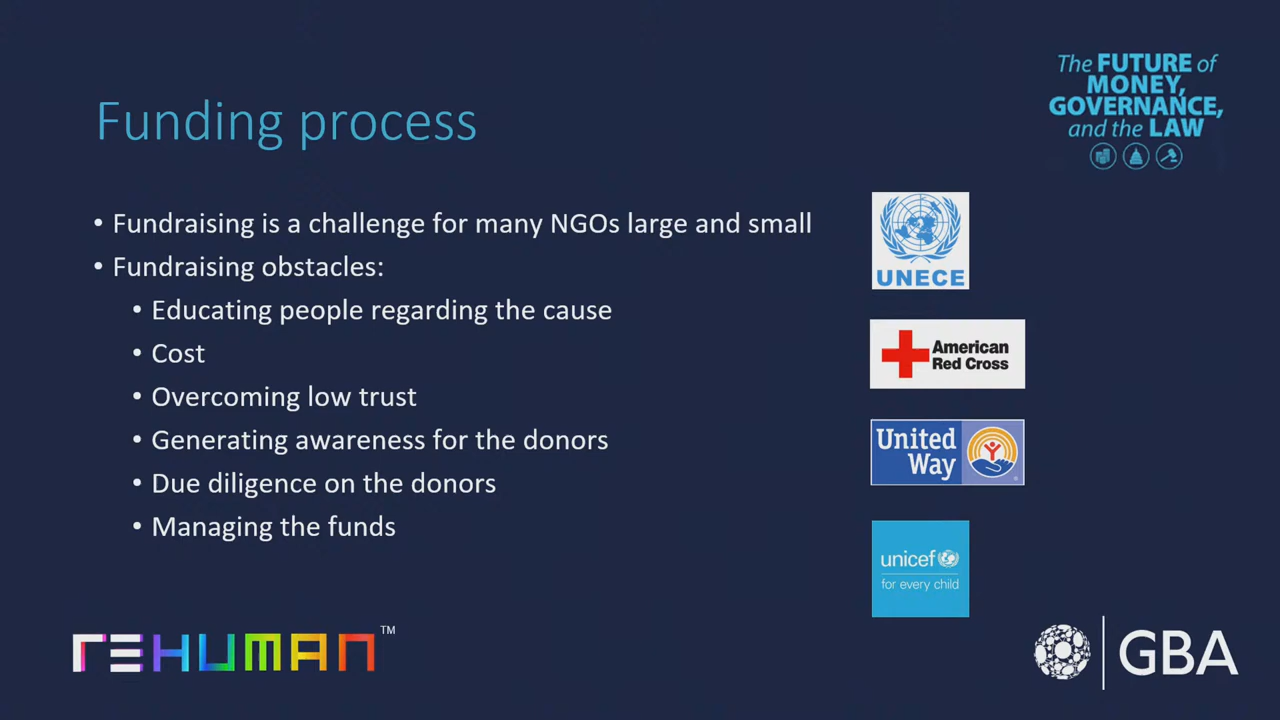 The FUTURE of
MONEY,
GOVERNANCE,
and the LAW
Funding process
• Fundraising is a challenge for many NGOs large and small
• Fundraising obstacles:
• Educating people regarding the cause
• Cost
• Overcoming low trust
• Generating awareness for the donors
• Due diligence on the donors
• Managing the funds
UNECE
American
Red Cross
United
Way
unicef
for every child
reHUMAN™
GBA